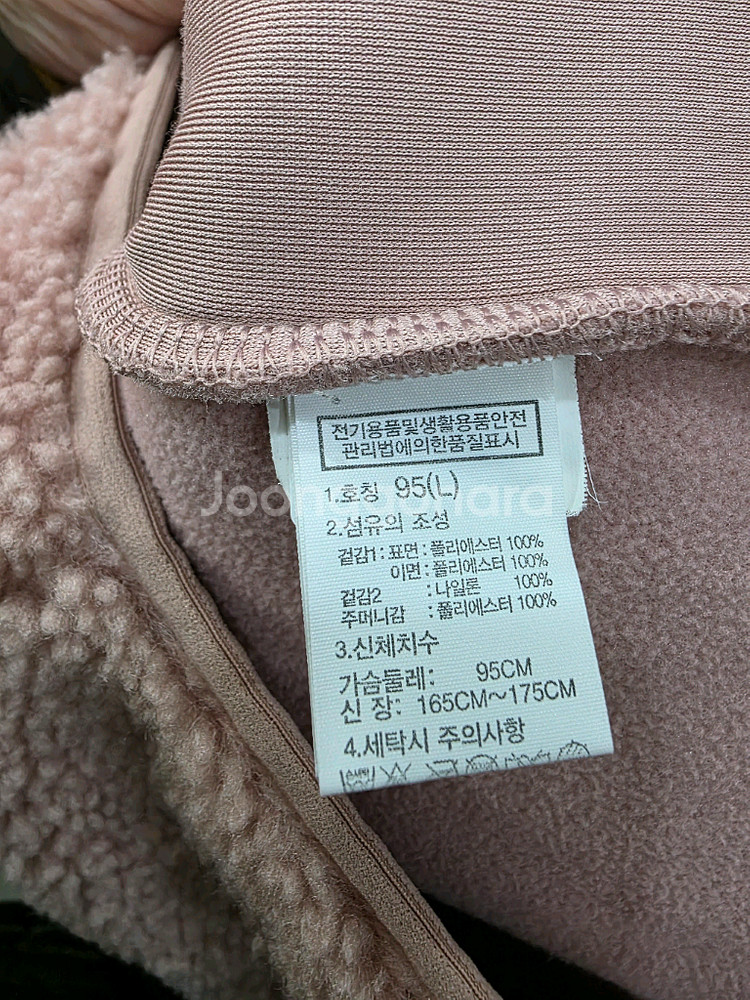 전기용품및생활용품안전
관리법에의한품질표시
1.호칭 95(L)
2.섬유의 조성
겉감1 : 표면 : 폴리에스터 100%
이면 : 폴리에스터 100%
겉감2 : 나일론 100%
주머니감 : 폴리에스터 100%
3.신체치수
가슴둘레: 95CM
신 장: 165CM~175CM
4.세탁시 주의사항
Joonggonara